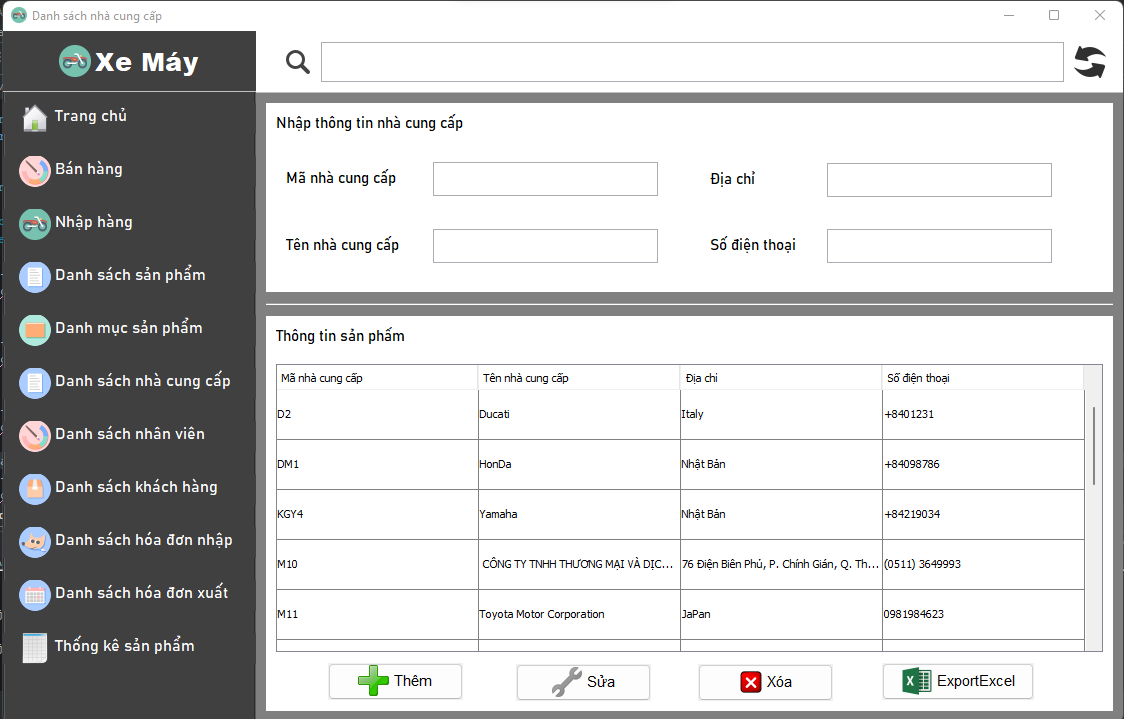 Danh sách nhà cung cấp
Xe Máy
Trang chủ
Bán hàng
Nhập hàng
Danh sách sản phẩm
Danh mục sản phẩm
Danh sách nhà cung cấp
Danh sách nhân viên
Danh sách khách hàng
Danh sách hóa đơn nhập
Danh sách hóa đơn xuất
Thống kê sản phẩm
Nhập thông tin nhà cung cấp
Mã nhà cung cấp
Địa chỉ
Tên nhà cung cấp
Số điện thoại
Thông tin sản phẩm
Mã nhà cung cấp Tên nhà cung cấp Địa chỉ Số điện thoại
D2 Ducati Italy +8401231
DM1 HonDa Nhật Bản +84098786
KGY4 Yamaha Nhật Bản +84219034
M10 CÔNG TY TNHH THƯƠNG MẠI VÀ DỊC... 76 Điện Biên Phủ, P. Chính Gián, Q. Th... (0511) 3649993
M11 Toyota Motor Corporation JaPan 0981984623
Thêm
Sửa
Xóa
ExportExcel